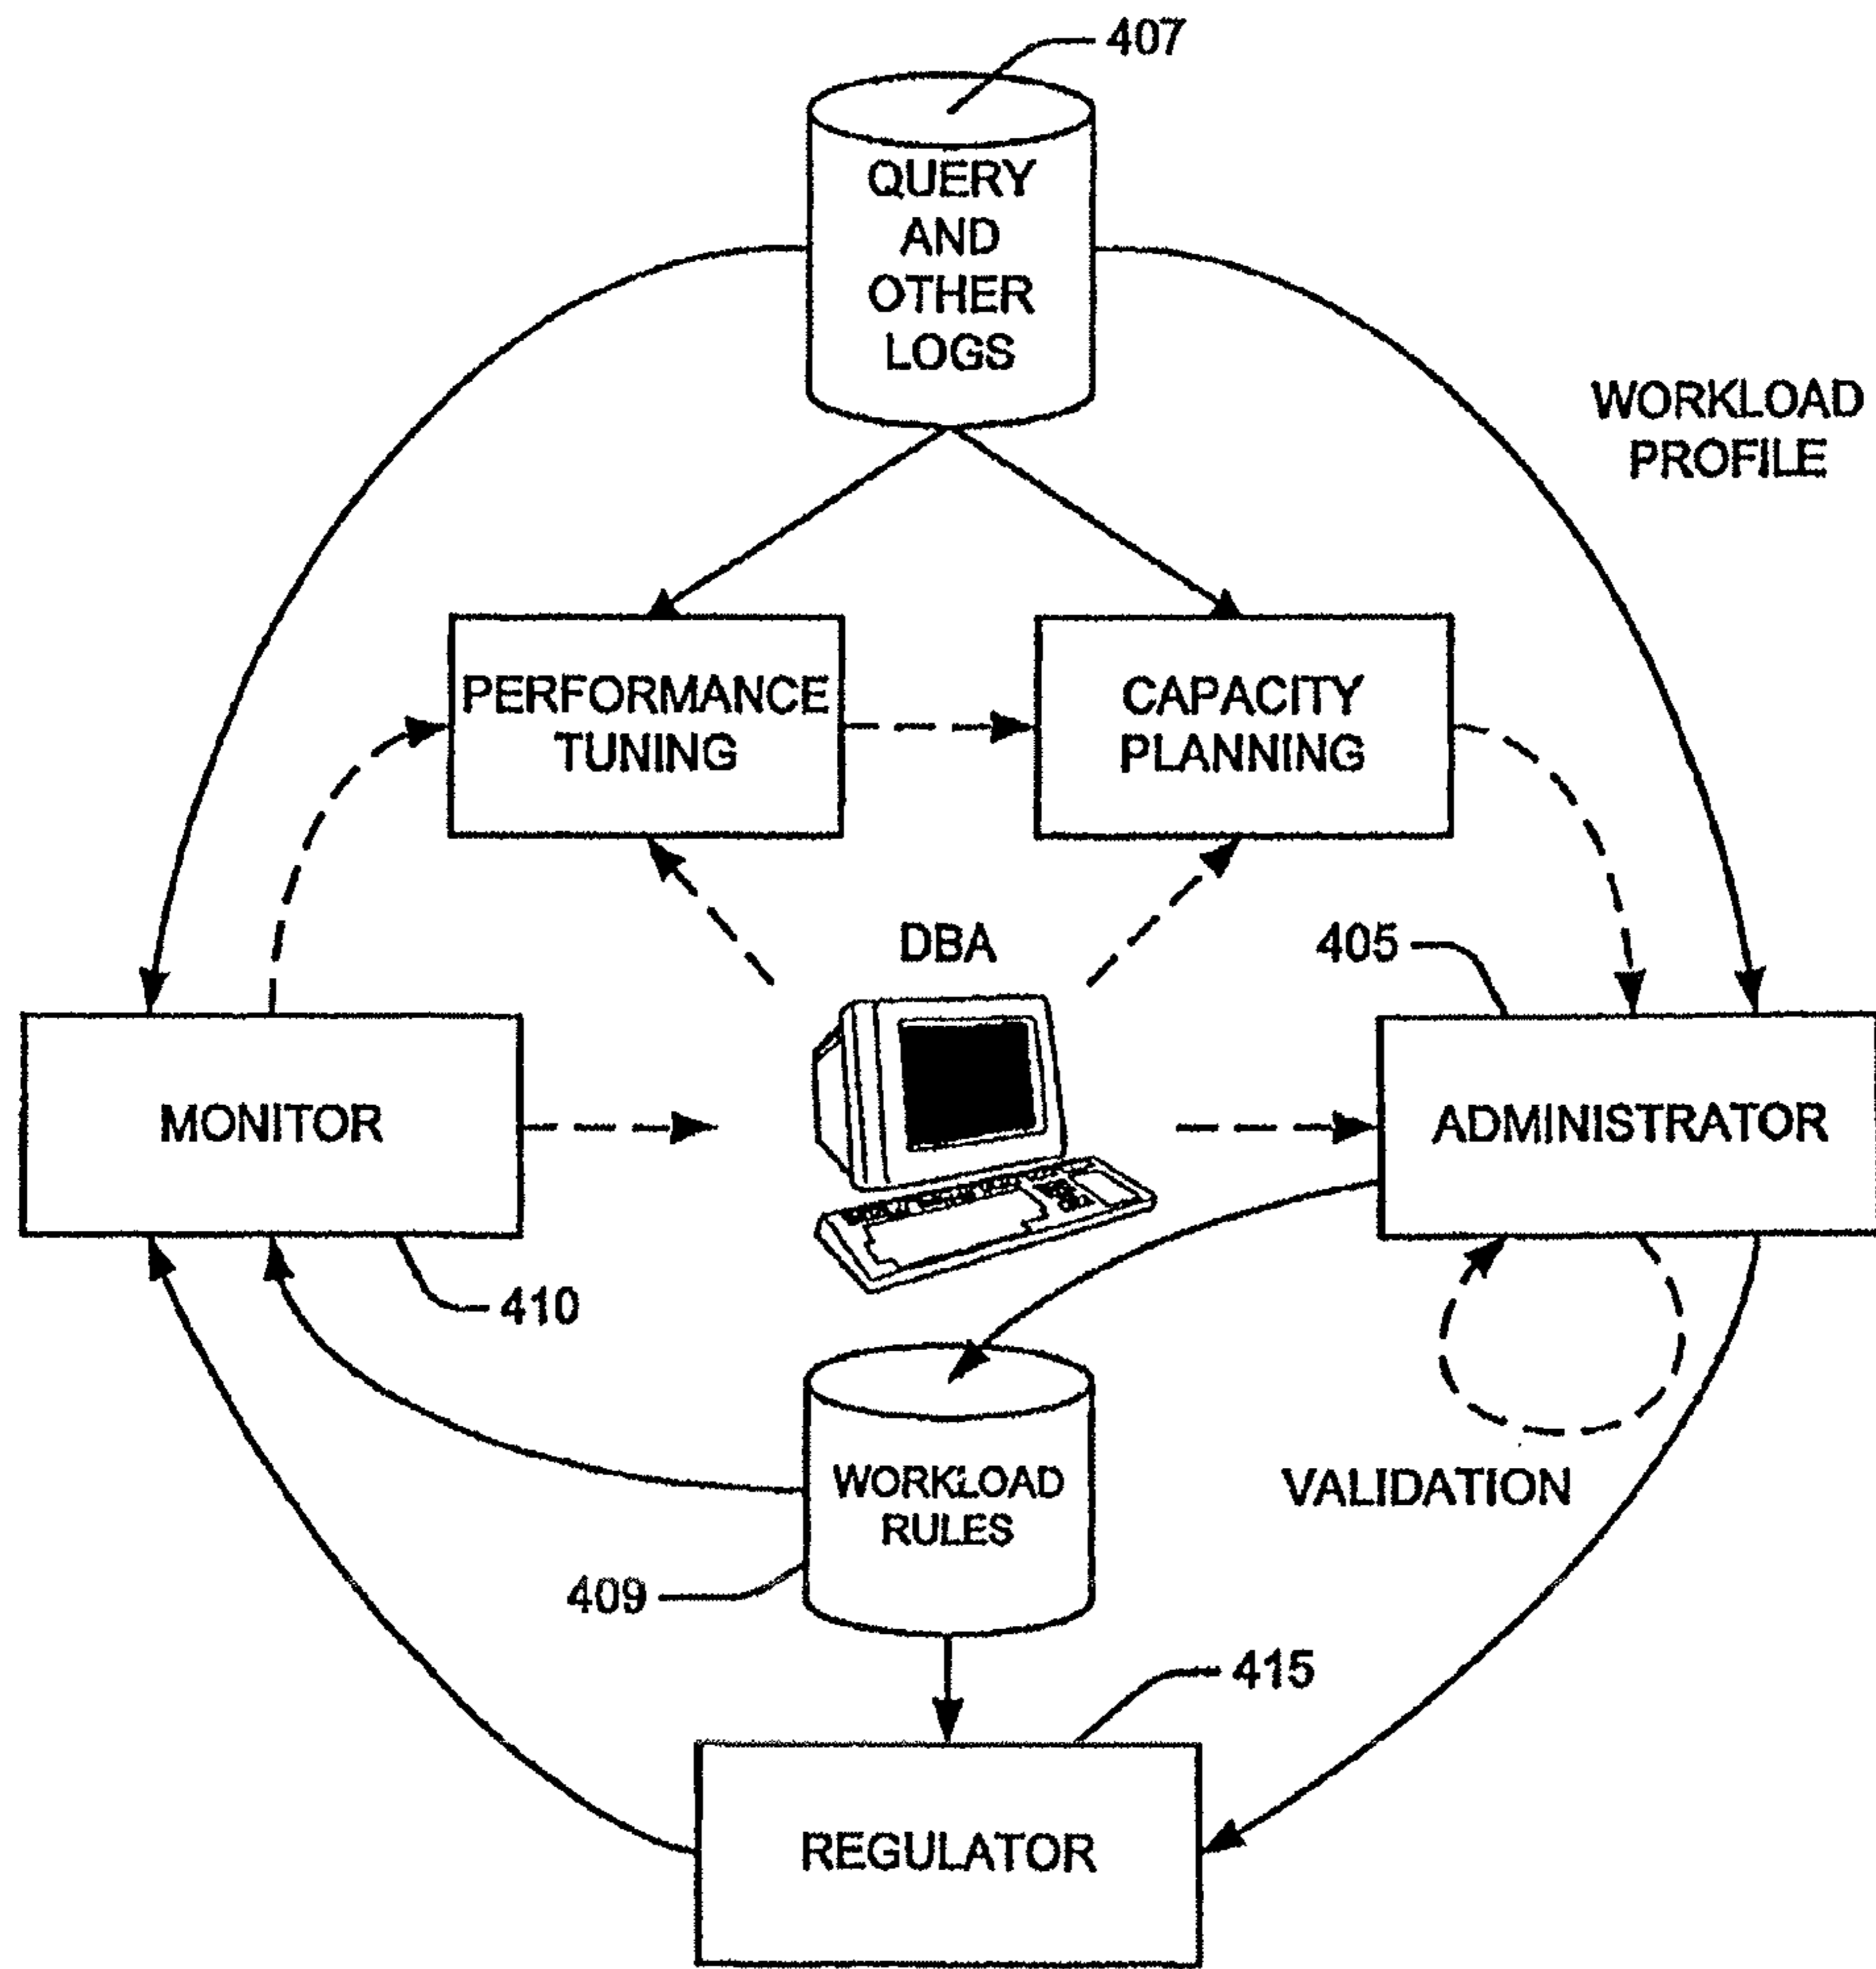 407
QUERY
AND
OTHER
LOGS
WORKLOAD
PROFILE
PERFORMANCE
TUNING
CAPACITY
PLANNING
DBA
405
MONITOR
ADMINISTRATOR
410
WORKLOAD
RULES
VALIDATION
409
415
REGULATOR